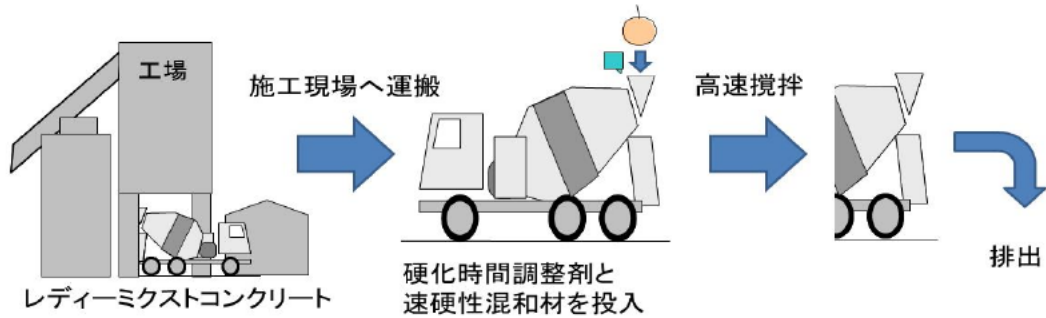 工場
レディーミクストコンクリート
施工現場へ運搬
硬化時間調整剤と
速硬性混和材を投入
高速撹拌
排出